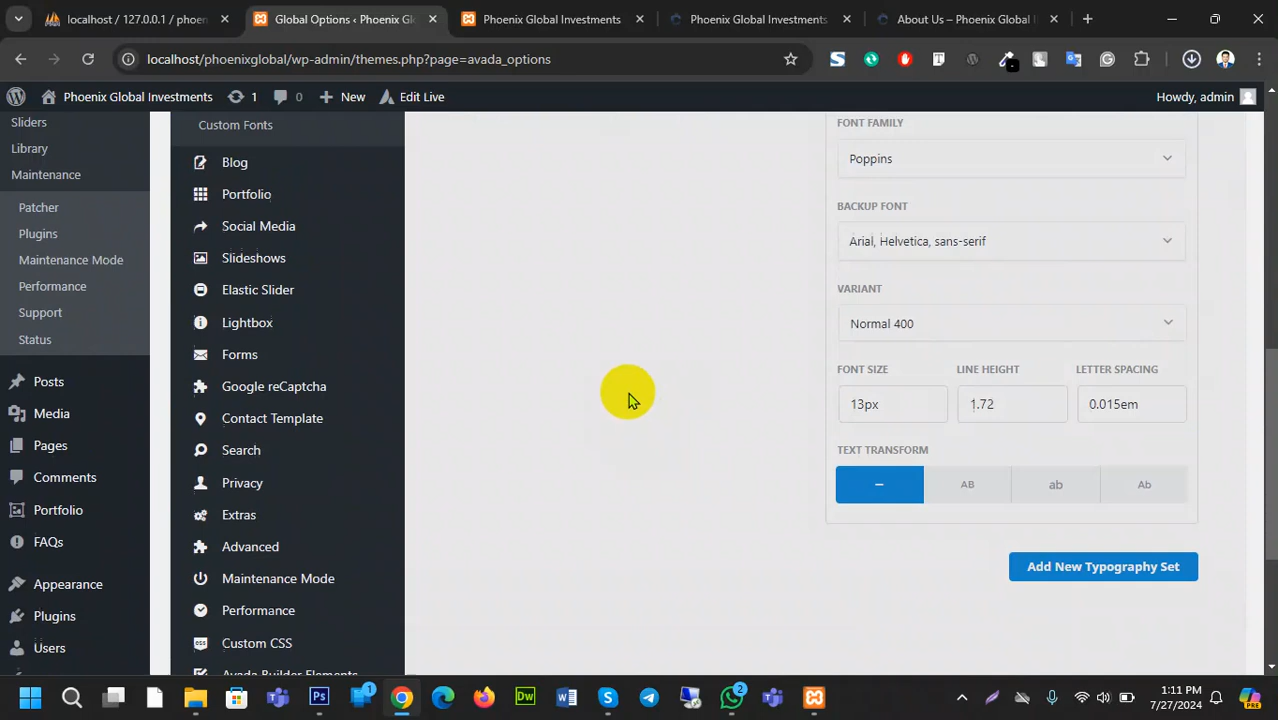 localhost / 127.0.0.1 / phoeni
Global Options ‹ Phoenix Glo
Phoenix Global Investments
Phoenix Global Investments –
About Us – Phoenix Global I
localhost/phoenixglobal/wp-admin/themes.php?page=avada_options
Phoenix Global Investments
1
0
New
Edit Live
Howdy, admin
Sliders
Library
Maintenance
Patcher
Plugins
Maintenance Mode
Performance
Support
Status
Posts
Media
Pages
Comments
Portfolio
FAQs
Appearance
Plugins
Users
Custom Fonts
Blog
Portfolio
Social Media
Slideshows
Elastic Slider
Lightbox
Forms
Google reCaptcha
Contact Template
Search
Privacy
Extras
Advanced
Maintenance Mode
Performance
Custom CSS
Avada Builder Elements
FONT FAMILY
Poppins
BACKUP FONT
Arial, Helvetica, sans-serif
VARIANT
Normal 400
FONT SIZE LINE HEIGHT LETTER SPACING
13px 1.72 0.015em
TEXT TRANSFORM
– AB ab Ab
Add New Typography Set
1:11 PM
7/27/2024